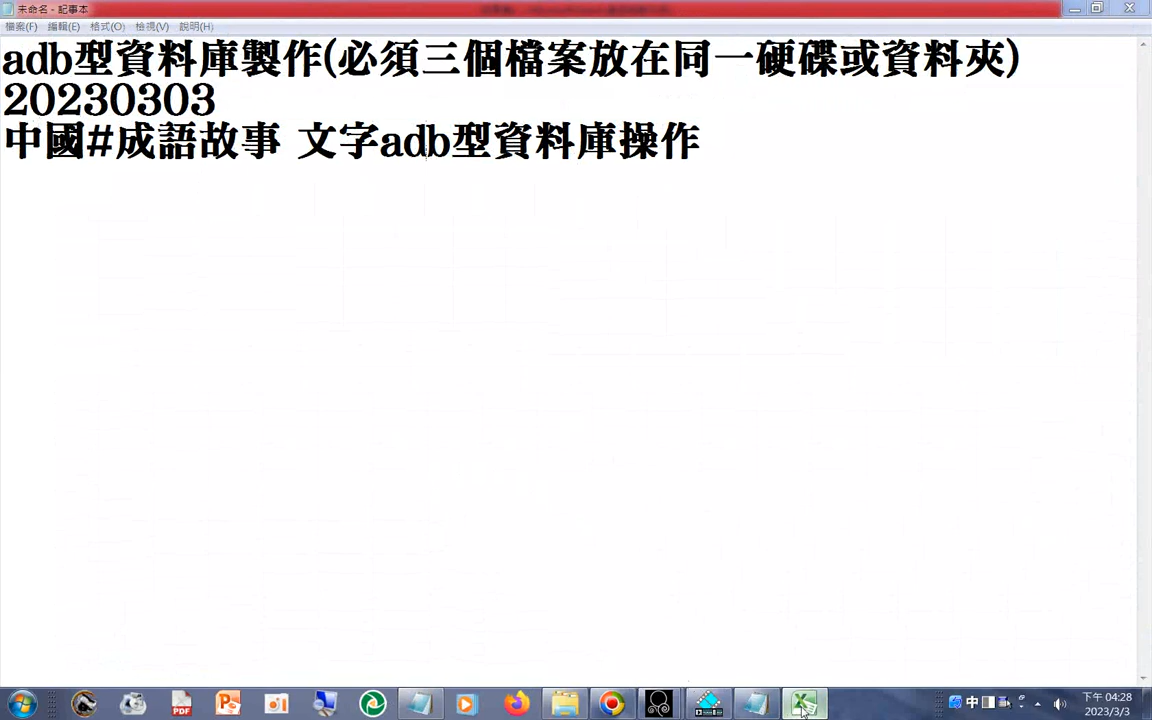 未命名 - 記事本
檔案(F) 編輯(E) 格式(O) 檢視(V) 說明(H)
adb型資料庫製作(必須三個檔案放在同一硬碟或資料夾)
20230303
中國#成語故事 文字adb型資料庫操作
中
下午 04:28
2023/3/3